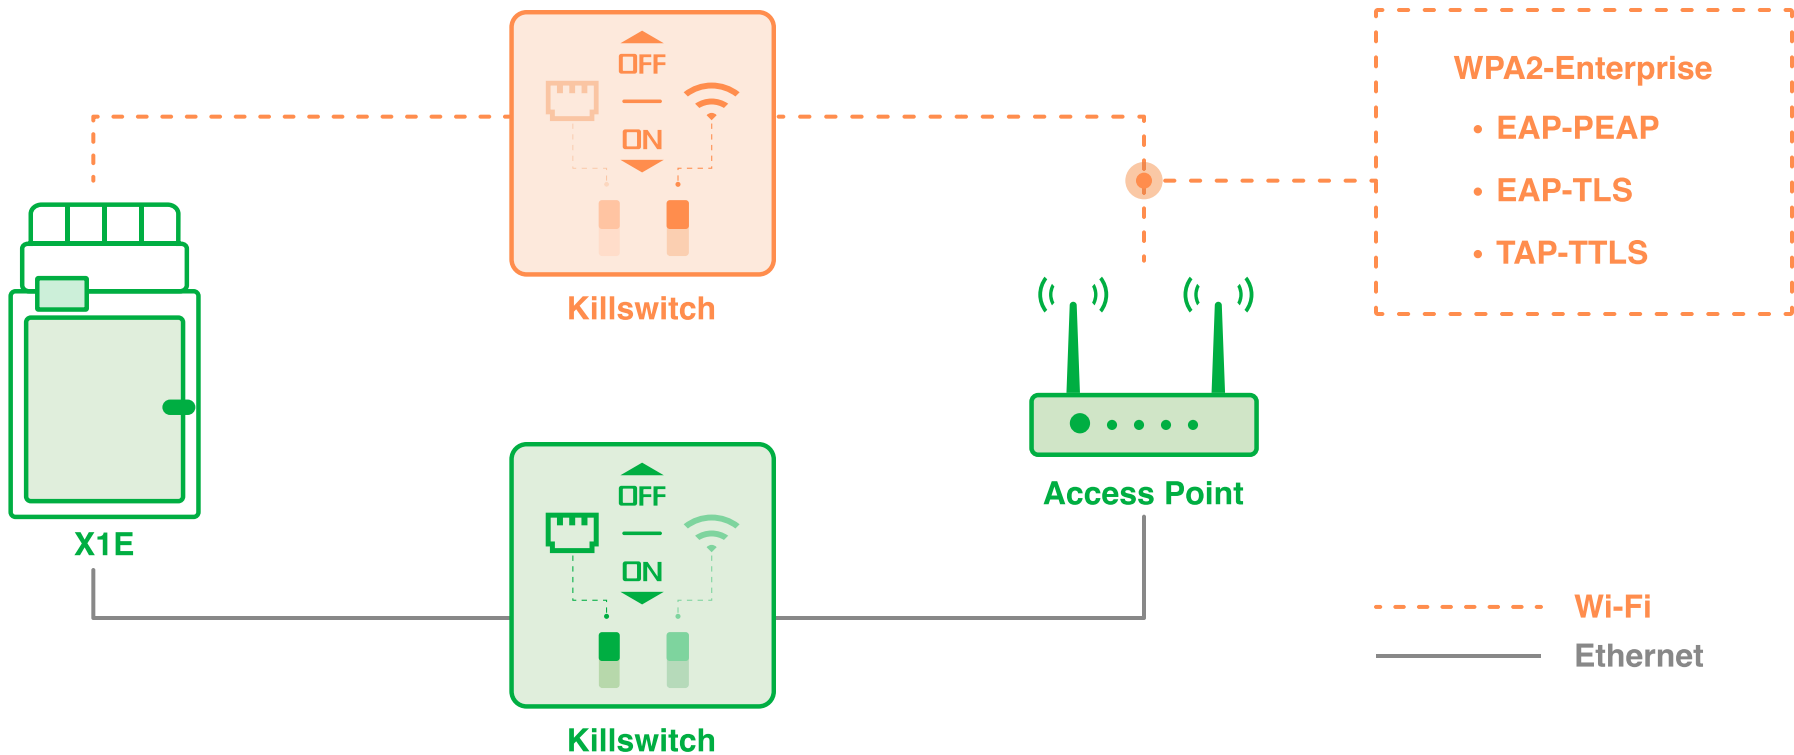 OFF
ON
Killswitch
WPA2-Enterprise
• EAP-PEAP
• EAP-TLS
• TAP-TTLS
X1E
OFF
ON
Killswitch
Access Point
Wi-Fi
Ethernet